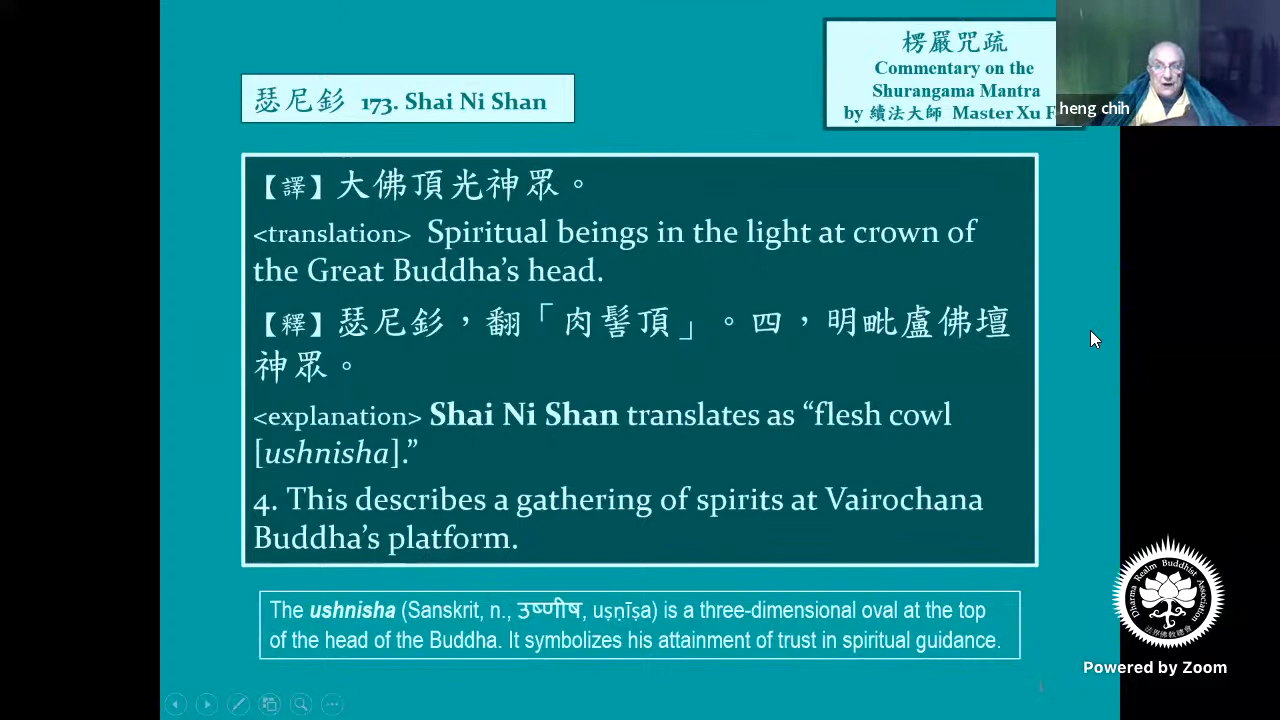 楞嚴咒疏
Commentary on the
Shurangama Mantra
by 續法大師 Master Xu F
heng chih
瑟尼釤 173. Shai Ni Shan
【譯】大佛頂光神眾。
<translation> Spiritual beings in the light at crown of
the Great Buddha’s head.
【釋】瑟尼釤，翻「肉髻頂」。四，明毗盧佛壇
神眾。
<explanation> Shai Ni Shan translates as “flesh cowl
[ushnisha].”
4. This describes a gathering of spirits at Vairochana
Buddha’s platform.
The ushnisha (Sanskrit, n., उष्णीष, uṣṇīṣa) is a three-dimensional oval at the top
of the head of the Buddha. It symbolizes his attainment of trust in spiritual guidance.
Dharma Realm Buddhist Association
法界佛教總會
Powered by Zoom